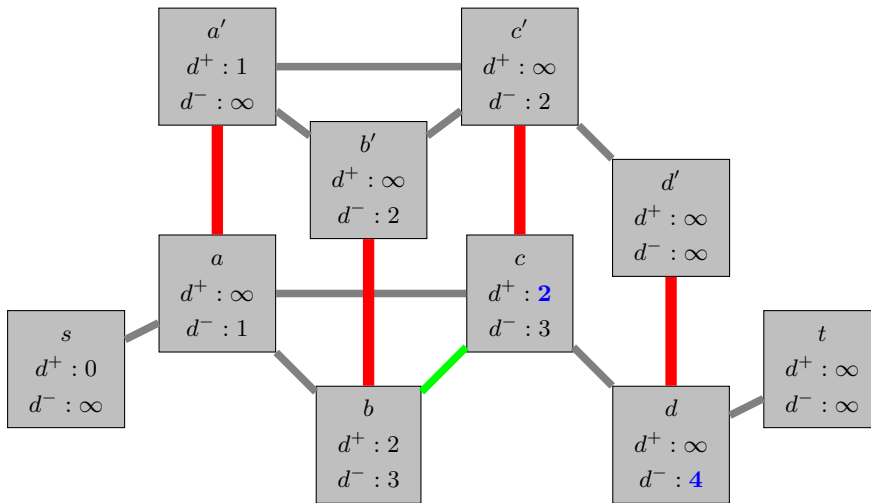 a′
d⁺ : 1
d⁻ : ∞
c′
d⁺ : ∞
d⁻ : 2
b′
d⁺ : ∞
d⁻ : 2
d′
d⁺ : ∞
d⁻ : ∞
a
d⁺ : ∞
d⁻ : 1
c
d⁺ : 2
d⁻ : 3
s
d⁺ : 0
d⁻ : ∞
t
d⁺ : ∞
d⁻ : ∞
b
d⁺ : 2
d⁻ : 3
d
d⁺ : ∞
d⁻ : 4